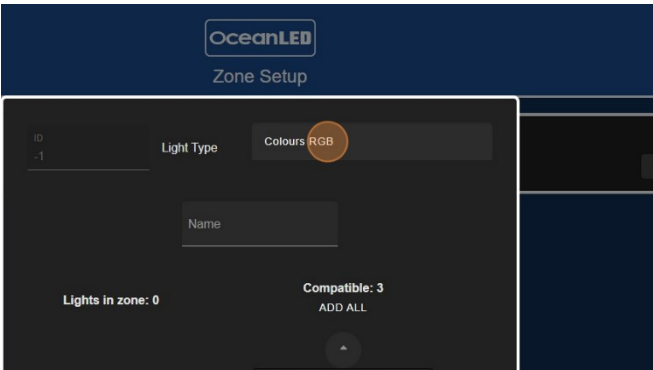 OceanLED
Zone Setup
ID
-1
Light Type
Colours RGB
Name
Lights in zone: 0
Compatible: 3
ADD ALL